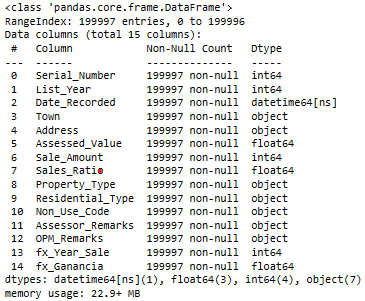 <class 'pandas.core.frame.DataFrame'>
RangeIndex: 199997 entries, 0 to 199996
Data columns (total 15 columns):
 #   Column            Non-Null Count   Dtype
---  ------            --------------   -----
 0   Serial_Number     199997 non-null  int64
 1   List_Year         199997 non-null  int64
 2   Date_Recorded     199997 non-null  datetime64[ns]
 3   Town              199997 non-null  object
 4   Address           199997 non-null  object
 5   Assessed_Value    199997 non-null  float64
 6   Sale_Amount       199997 non-null  int64
 7   Sales_Ratio       199997 non-null  float64
 8   Property_Type     199997 non-null  object
 9   Residential_Type  199997 non-null  object
 10  Non_Use_Code      199997 non-null  object
 11  Assessor_Remarks  199997 non-null  object
 12  OPM_Remarks       199997 non-null  object
 13  fx_Year_Sale      199997 non-null  int64
 14  fx_Ganancia       199997 non-null  float64
dtypes: datetime64[ns](1), float64(3), int64(4), object(7)
memory usage: 22.9+ MB